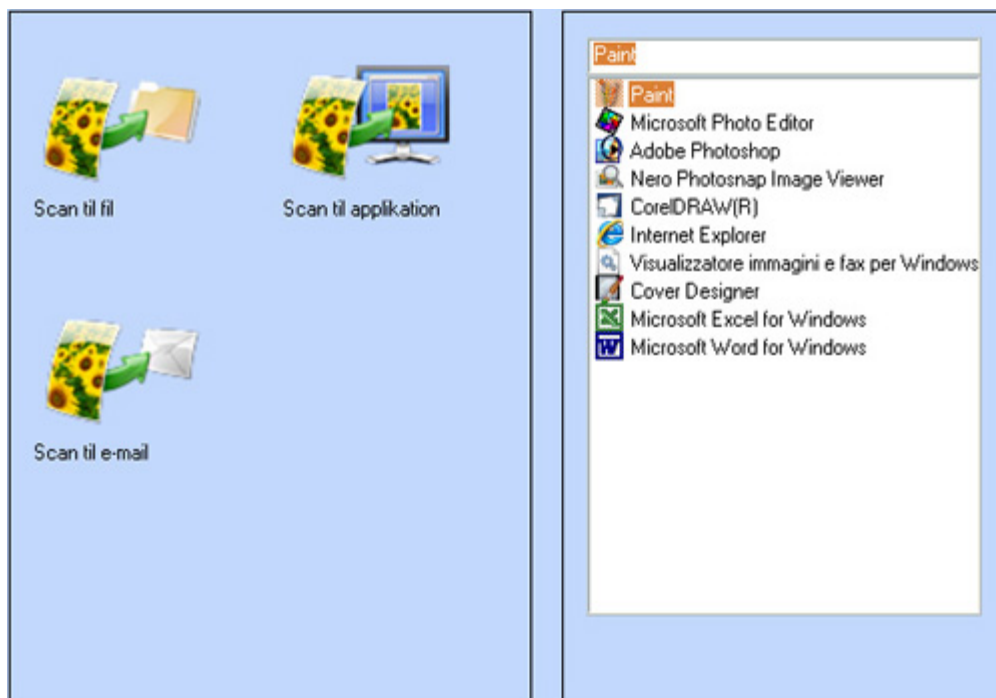 Scan til fil
Scan til applikation
Scan til e-mail
Paint
Paint
Microsoft Photo Editor
Adobe Photoshop
Nero Photosnap Image Viewer
CorelDRAW(R)
Internet Explorer
Visualizzatore immagini e fax per Windows
Cover Designer
Microsoft Excel for Windows
Microsoft Word for Windows